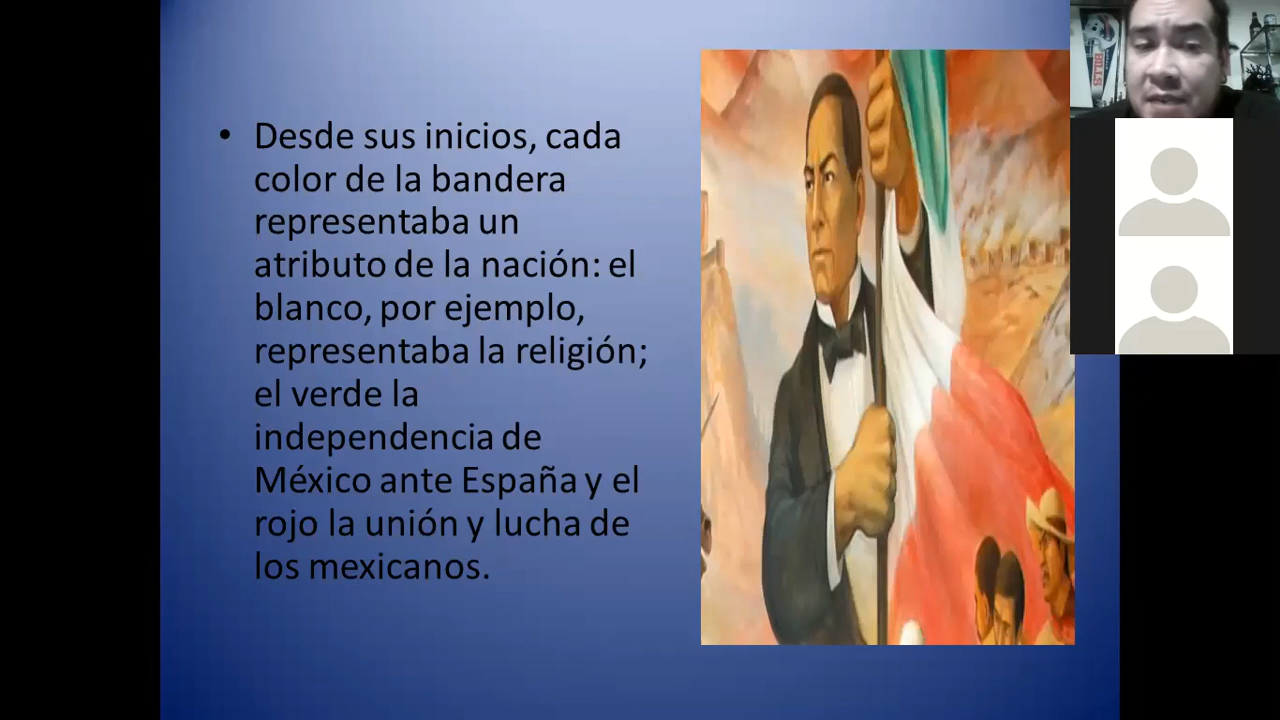 • Desde sus inicios, cada
color de la bandera
representaba un
atributo de la nación: el
blanco, por ejemplo,
representaba la religión;
el verde la
independencia de
México ante España y el
rojo la unión y lucha de
los mexicanos.
BILLS